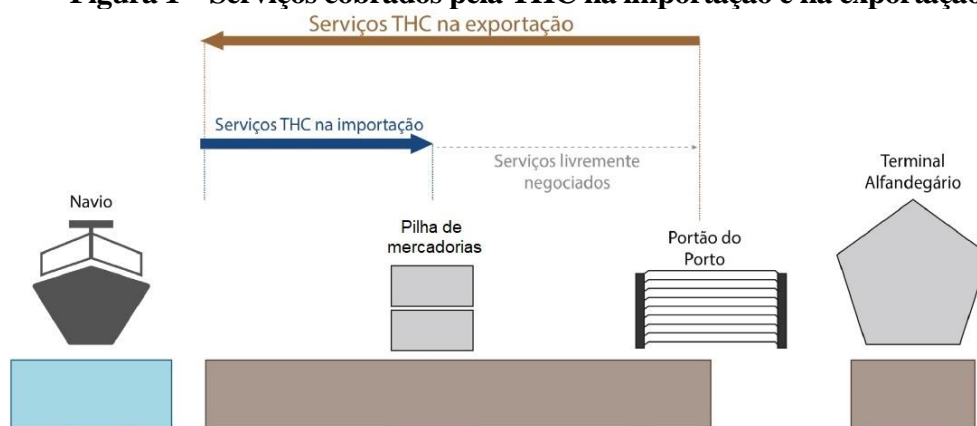 Figura 1 – Serviços cobrados pela THC na importação e na exportação
Serviços THC na exportação
Serviços THC na importação
Serviços livremente
negociados
Terminal
Alfandegário
Navio
Pilha de
mercadorias
Portão do
Porto